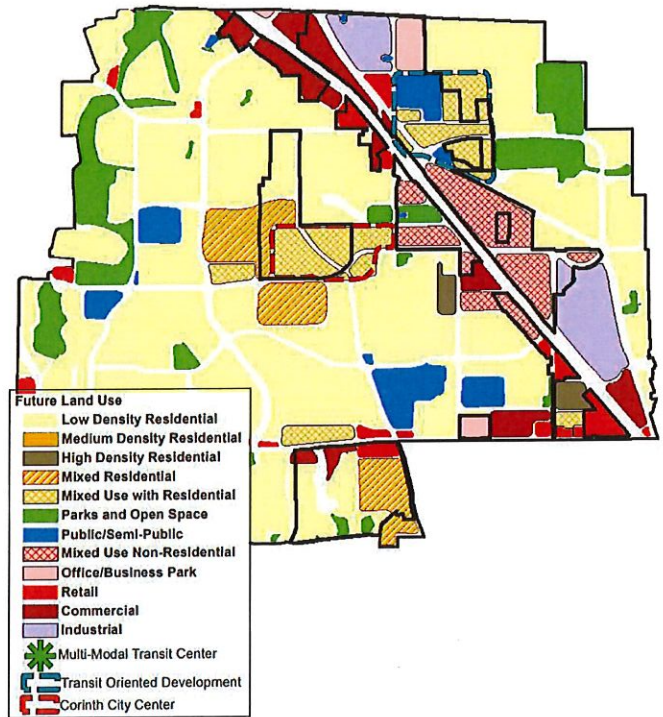 Future Land Use
Low Density Residential
Medium Density Residential
High Density Residential
Mixed Residential
Mixed Use with Residential
Parks and Open Space
Public/Semi-Public
Mixed Use Non-Residential
Office/Business Park
Retail
Commercial
Industrial
Multi-Modal Transit Center
Transit Oriented Development
Corinth City Center